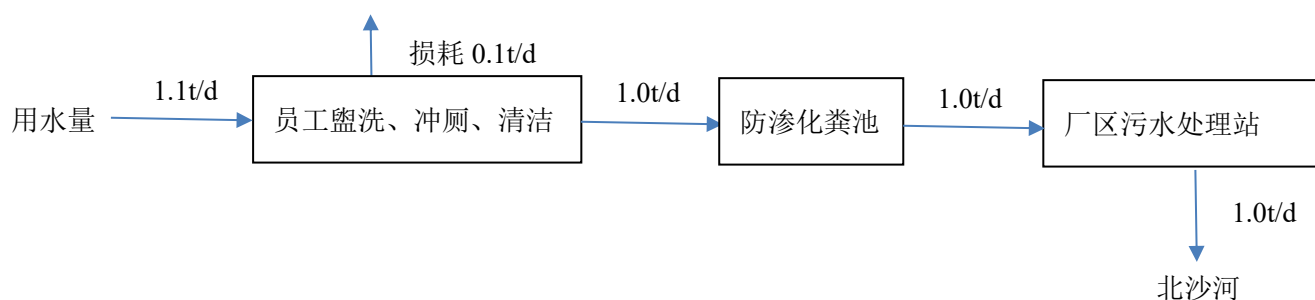 损耗 0.1t/d
用水量
1.1t/d
员工盥洗、冲厕、清洁
1.0t/d
防渗化粪池
1.0t/d
厂区污水处理站
1.0t/d
北沙河